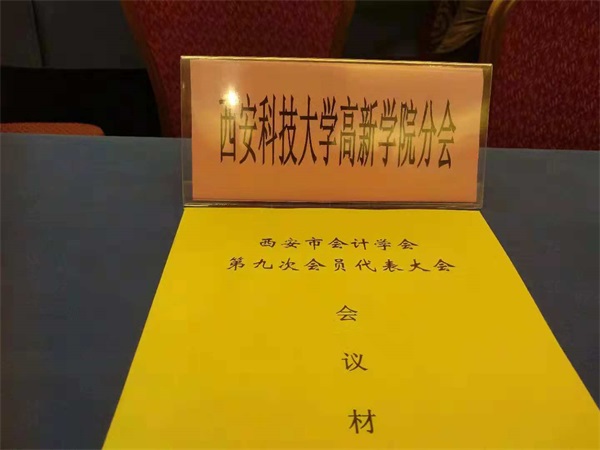 西安科技大学高新学院分会
西安市会计学会
第九次会员代表大会
会
议
材